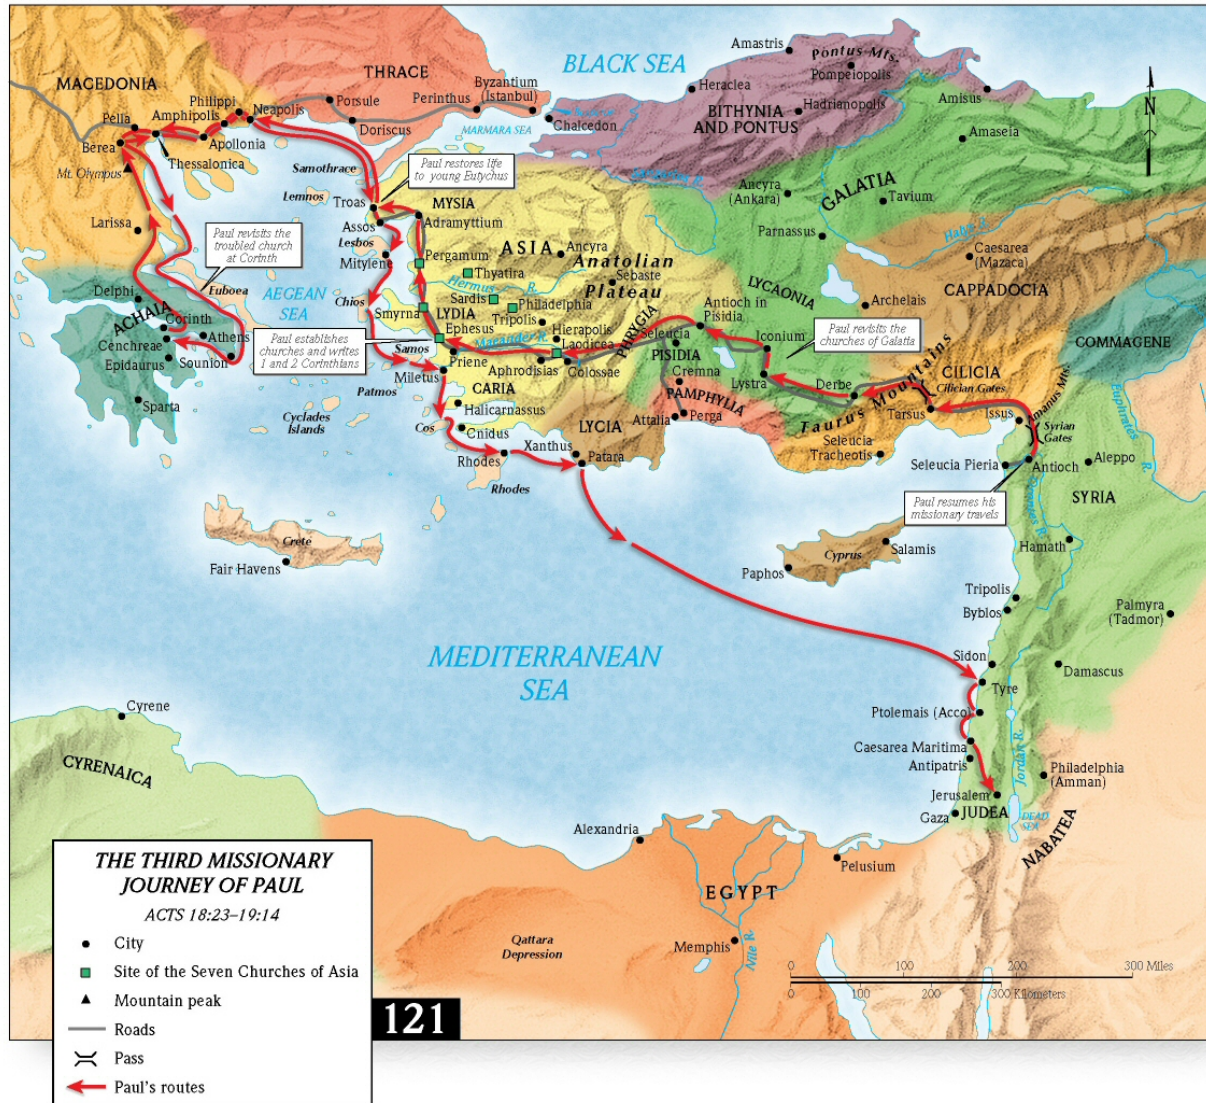 BLACK SEA
Amastris
Pontus Mts.
Pompeiopolis
THRACE
MACEDONIA
Byzantium
(Istanbul)
Heraclea
Amisus
Philippi
Neapolis
Porsule
Perinthus
Amphipolis
Hadrianopolis
BITHYNIA
AND PONTUS
Pella
Doriscus
MARMARA SEA
Chalcedon
Amaseia
N
Berea
Apollonia
Thessalonica
Mt. Olympus
Samothrace
Paul restores life
to young Eutychus
Lemnos
Troas
MYSIA
Ancyra
(Ankara)
GALATIA
Tavium
Larissa
Assos
Adramyttium
Paul revisits the
troubled church
at Corinth
Lesbos
Mitylene
ASIA
Ancyra
Parnassus
Halys R.
Caesarea
(Mazaca)
Pergamum
Anatolian
Plateau
Sebaste
Thyatira
Hermus R.
LYCAONIA
CAPPADOCIA
Delphi
Euboea
AEGEAN
SEA
Chios
Smyrna
Sardis
LYDIA
Philadelphia
Tripolis
Antioch in
Pisidia
Archelais
ACHAIA
Corinth
Ephesus
Hierapolis
Laodicea
PHRYGIA
Seleucia
Iconium
Paul revisits the
churches of Galatia
COMMAGENE
Cenchreae
Athens
Paul establishes
churches and writes
1 and 2 Corinthians
Samos
Maeander R.
PISIDIA
Epidaurus
Sounion
Priene
Aphrodisias
Colossae
Cremna
Lystra
Derbe
Taurus Mountains
CILICIA
Cilician Gates
Amanus Mts.
Patmos
Miletus
CARIA
PAMPHYLIA
Tarsus
Issus
Euphrates R.
Sparta
Halicarnassus
Attalia
Perga
Syrian
Gates
Cyclades
Islands
Cos
Cnidus
LYCIA
Seleucia
Tracheotis
Xanthus
Rhodes
Patara
Seleucia Pieria
Antioch
Aleppo
Rhodes
Paul resumes his
missionary travels
Orontes R.
SYRIA
Crete
Fair Havens
Cyprus
Salamis
Paphos
Hamath
Tripolis
Byblos
Palmyra
(Tadmor)
MEDITERRANEAN
SEA
Sidon
Damascus
Tyre
Cyrene
Ptolemais (Acco)
CYRENAICA
Caesarea Maritima
Antipatris
Jordan R.
Philadelphia
(Amman)
Jerusalem
Gaza
JUDEA
DEAD
SEA
NABATEA
Alexandria
Pelusium
EGYPT
Memphis
Nile R.
Qattara
Depression
0 100 200 300 Miles
0 100 200 300 Kilometers
THE THIRD MISSIONARY
JOURNEY OF PAUL
ACTS 18:23–19:14
City
Site of the Seven Churches of Asia
Mountain peak
Roads
Pass
Paul's routes
121